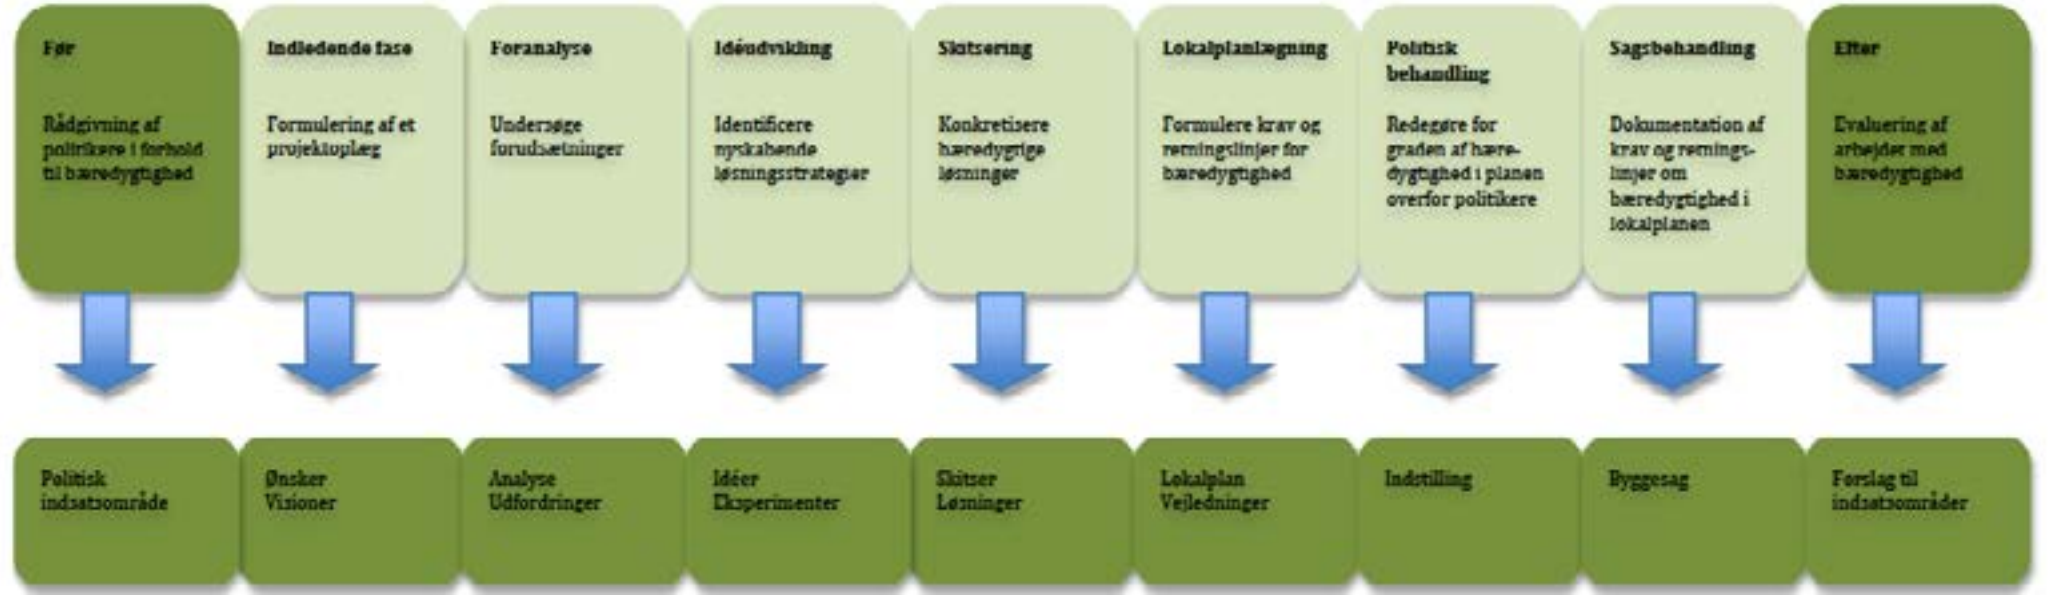 Før
Rådgivning af
politikere i forhold
til bæredygtighed
Indledende fase
Formulering af et
projektoplæg
Foranalyse
Undersøge
forudsætninger
Idéudvikling
Identificere
nyskabende
løsningsstrategier
Skitsering
Konkretisere
bæredygtige
løsninger
Lokalplanlægning
Formulere krav og
retningslinjer for
bæredygtighed
Politisk
behandling
Redegøre for
graden af bære-
dygtighed i planen
overfor politikere
Sagsbehandling
Dokumentation af
krav og retnings-
linjer om
bæredygtighed i
lokalplanen
Efter
Evaluering af
arbejdet med
bæredygtighed
Politisk
indsatsområde
Ønsker
Visioner
Analyse
Udfordringer
Idéer
Eksperimenter
Skitser
Løsninger
Lokalplan
Vejledninger
Indstilling
Byggesag
Forslag til
indsatsområder